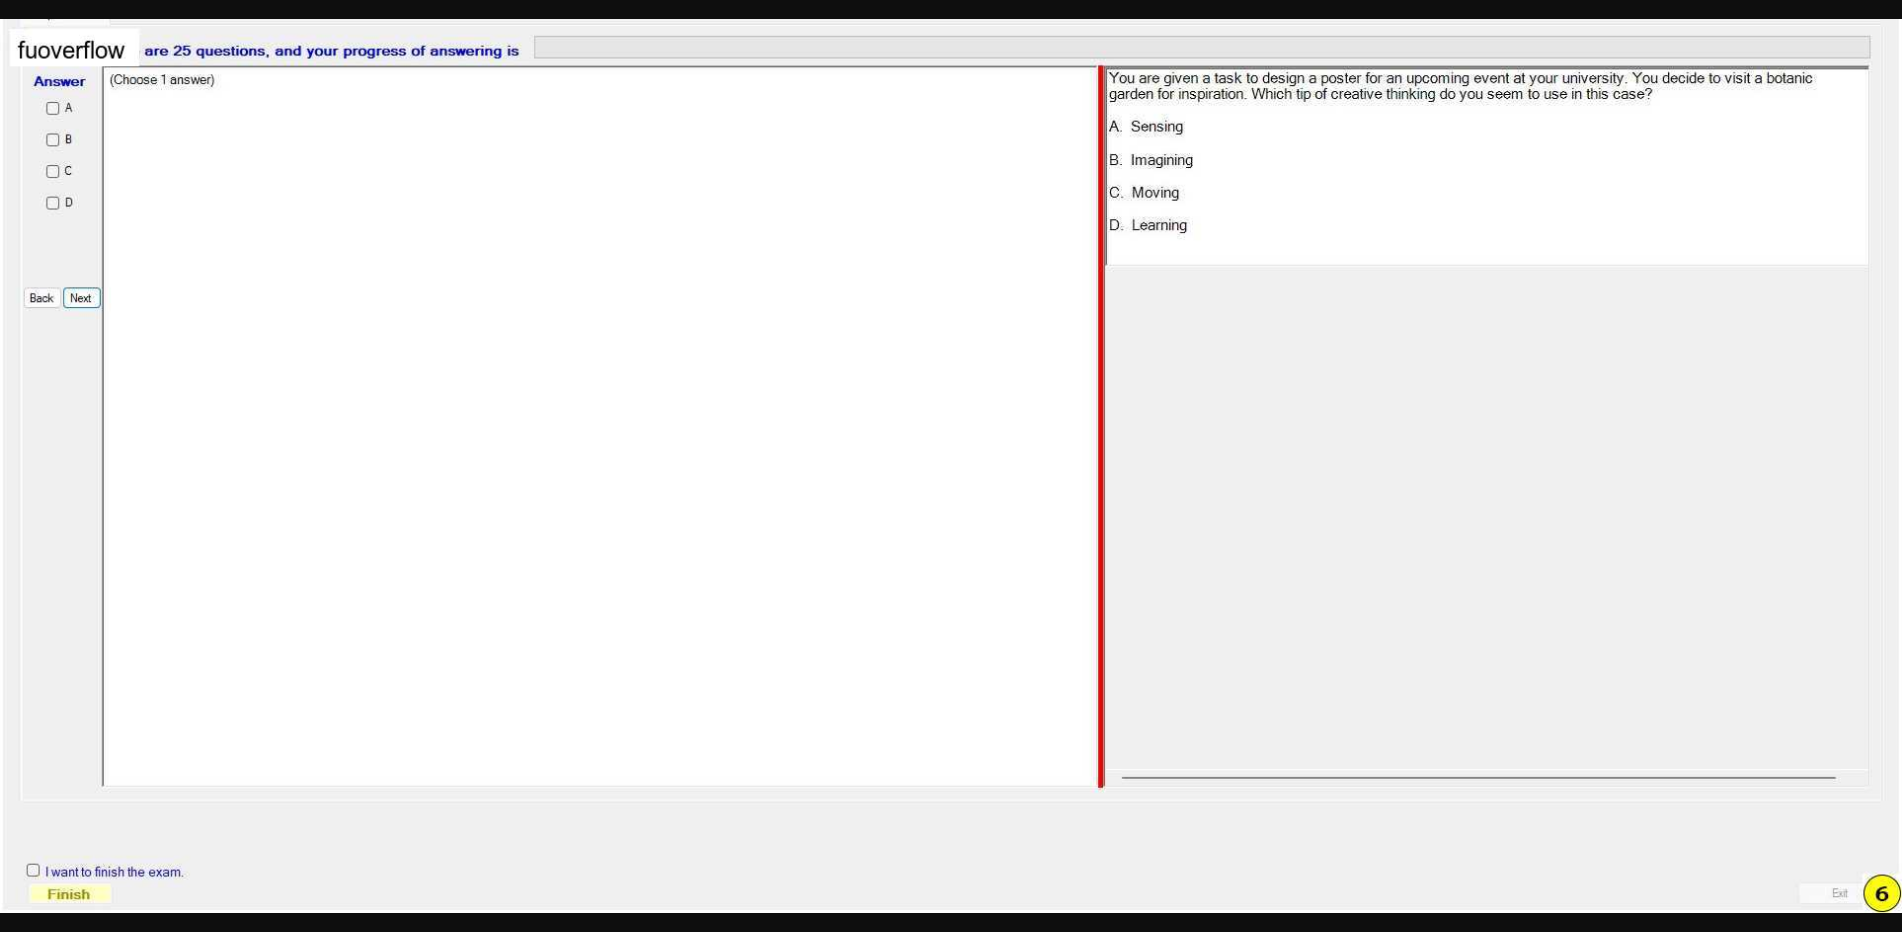 fuoverflow are 25 questions, and your progress of answering is
Answer
(Choose 1 answer)
A
B
C
D
Back Next
You are given a task to design a poster for an upcoming event at your university. You decide to visit a botanic
garden for inspiration. Which tip of creative thinking do you seem to use in this case?
A. Sensing
B. Imagining
C. Moving
D. Learning
I want to finish the exam.
Finish
Exit
6